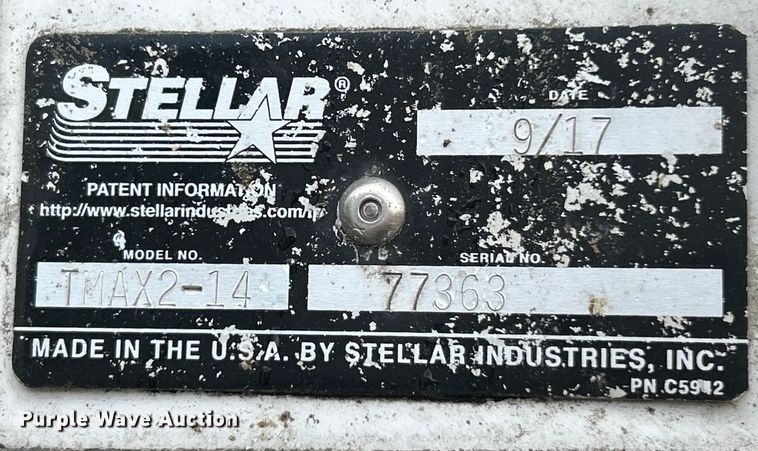 STELLAR®
DATE
9/17
PATENT INFORMATION
http://www.stellarindustries.com/
MODEL NO.
SERIAL NO.
TMAX2-14
77363
MADE IN THE U.S.A. BY STELLAR INDUSTRIES, INC.
PN C5942
Purple Wave Auction